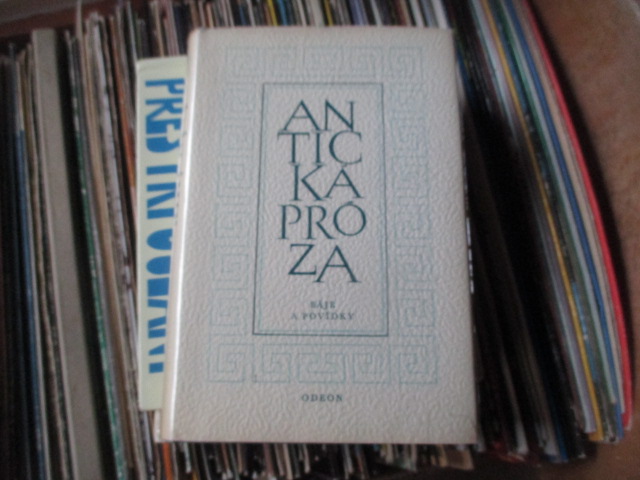 AN
TIC
KÁ
PRÓ
ZA
BÁJE
A POVÍDKY
ODEON